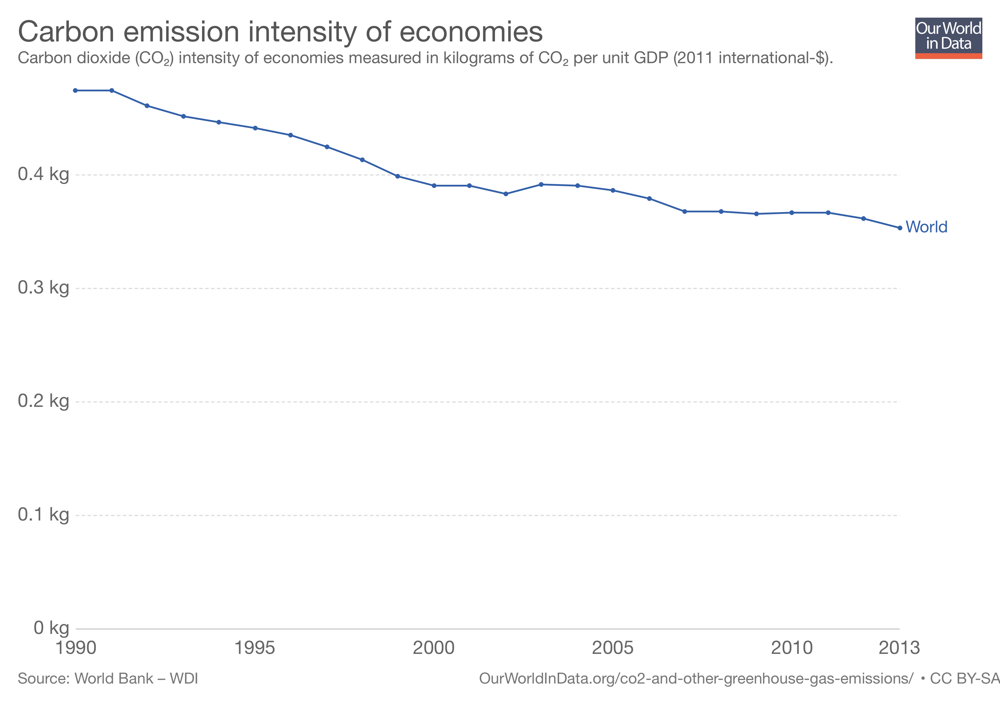 Carbon emission intensity of economies
Carbon dioxide (CO₂) intensity of economies measured in kilograms of CO₂ per unit GDP (2011 international-$).
Our World
in Data
0.4 kg
World
0.3 kg
0.2 kg
0.1 kg
0 kg
1990 1995 2000 2005 2010 2013
Source: World Bank – WDI
OurWorldInData.org/co2-and-other-greenhouse-gas-emissions/ • CC BY-SA